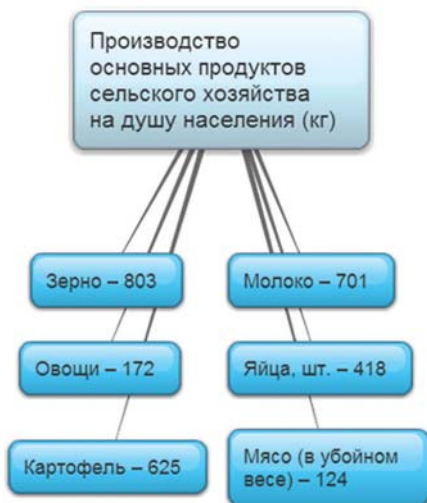 Производство
основных продуктов
сельского хозяйства
на душу населения (кг)
Зерно – 803
Молоко – 701
Овощи – 172
Яйца, шт. – 418
Картофель – 625
Мясо (в убойном
весе) – 124